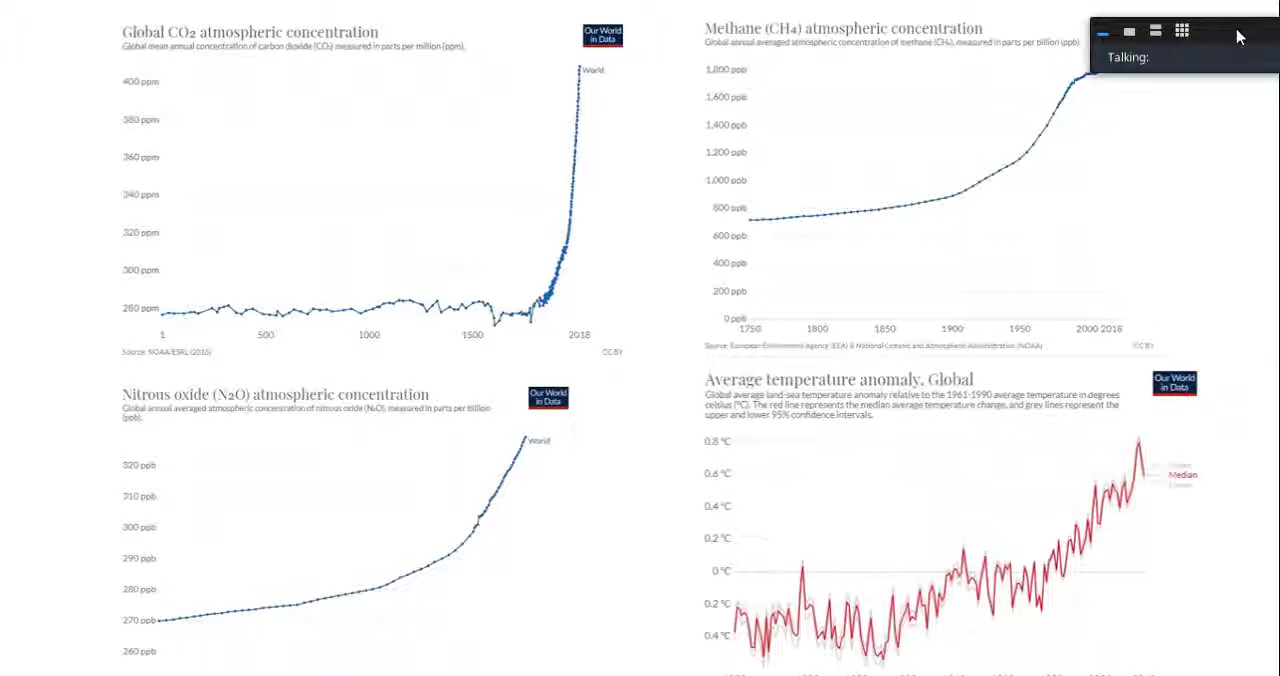 Global CO2 atmospheric concentration
Global mean annual concentration of carbon dioxide (CO₂) measured in parts per million (ppm).
Our World
in Data
World
400 ppm
380 ppm
360 ppm
340 ppm
320 ppm
300 ppm
280 ppm
1 500 1000 1500 2018
Source: NOAA/ESRL (2018)
CC BY
Methane (CH4) atmospheric concentration
Global annual averaged atmospheric concentration of methane (CH₄), measured in parts per billion (ppb)
Talking:
1,800 ppb
1,600 ppb
1,400 ppb
1,200 ppb
1,000 ppb
800 ppb
600 ppb
400 ppb
200 ppb
0 ppb
1750 1800 1850 1900 1950 2000 2018
Source: European Environment Agency (EEA) & National Oceanic and Atmospheric Administration (NOAA)
CC BY
Nitrous oxide (N2O) atmospheric concentration
Global annual averaged atmospheric concentration of nitrous oxide (N₂O), measured in parts per billion
(ppb).
Our World
in Data
World
320 ppb
310 ppb
300 ppb
290 ppb
280 ppb
270 ppb
260 ppb
Average temperature anomaly, Global
Global average land-sea temperature anomaly relative to the 1961-1990 average temperature in degrees
celsius (°C). The red line represents the median average temperature change, and grey lines represent the
upper and lower 95% confidence intervals.
Our World
in Data
0.8 °C
0.6 °C
0.4 °C
0.2 °C
0 °C
0.2 °C
0.4 °C
Median